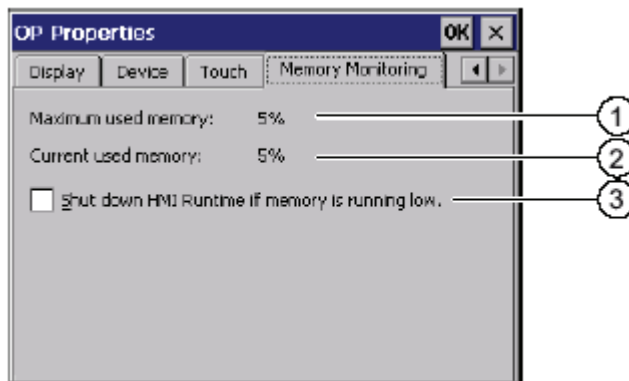 OP Properties OK ×
Display Device Touch Memory Monitoring
Maximum used memory: 5% 1
Current used memory: 5% 2
Shut down HMI Runtime if memory is running low. 3